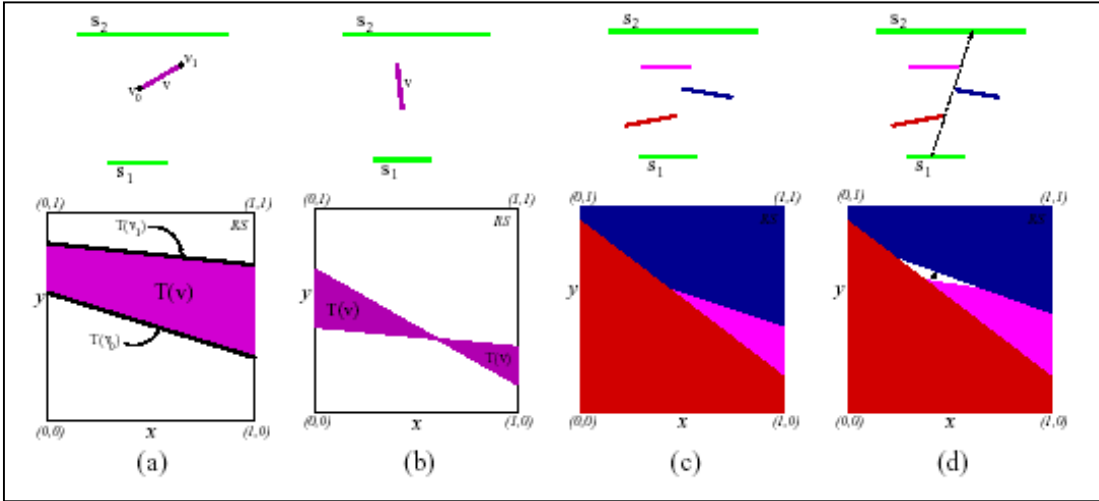 s2
v1
v0
v
s1
s2
v
s1
s2
s1
s2
s1
(0,1)
(1,1)
T(v1)
RS
T(v)
y
T(v0)
(0,0)
x
(1,0)
(0,1)
(1,1)
RS
y
T(v)
T(v)
(0,0)
x
(1,0)
(0,1)
(1,1)
RS
y
(0,0)
x
(1,0)
(0,1)
(1,1)
RS
y
(0,0)
x
(1,0)
(a)
(b)
(c)
(d)